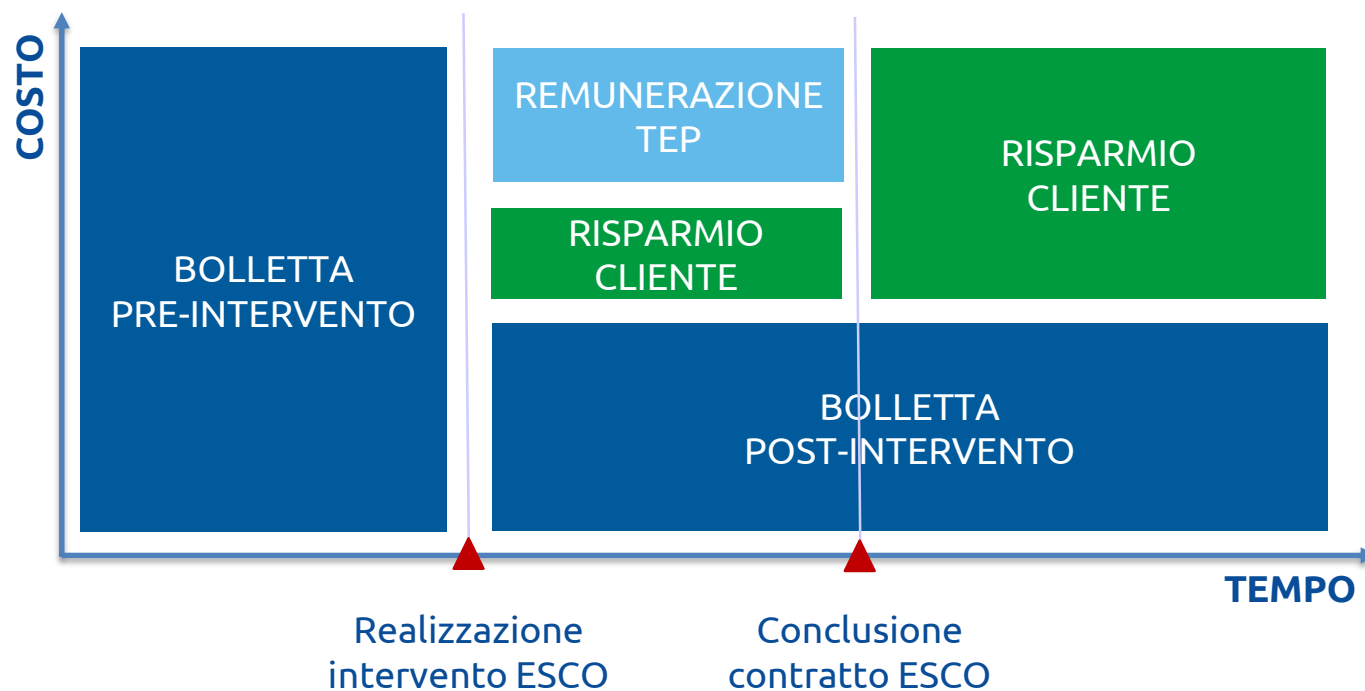 COSTO
BOLLETTA
PRE-INTERVENTO
REMUNERAZIONE
TEP
RISPARMIO
CLIENTE
RISPARMIO
CLIENTE
BOLLETTA
POST-INTERVENTO
TEMPO
Realizzazione
intervento ESCO
Conclusione
contratto ESCO